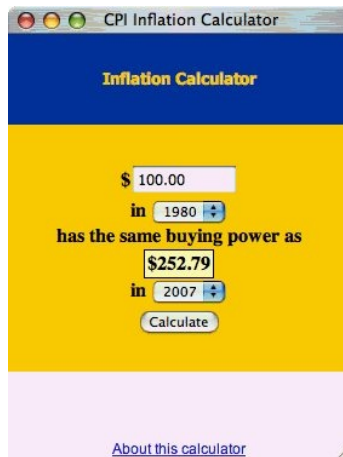 CPI Inflation Calculator
Inflation Calculator
$ 100.00
in 1980
has the same buying power as
$252.79
in 2007
Calculate
About this calculator